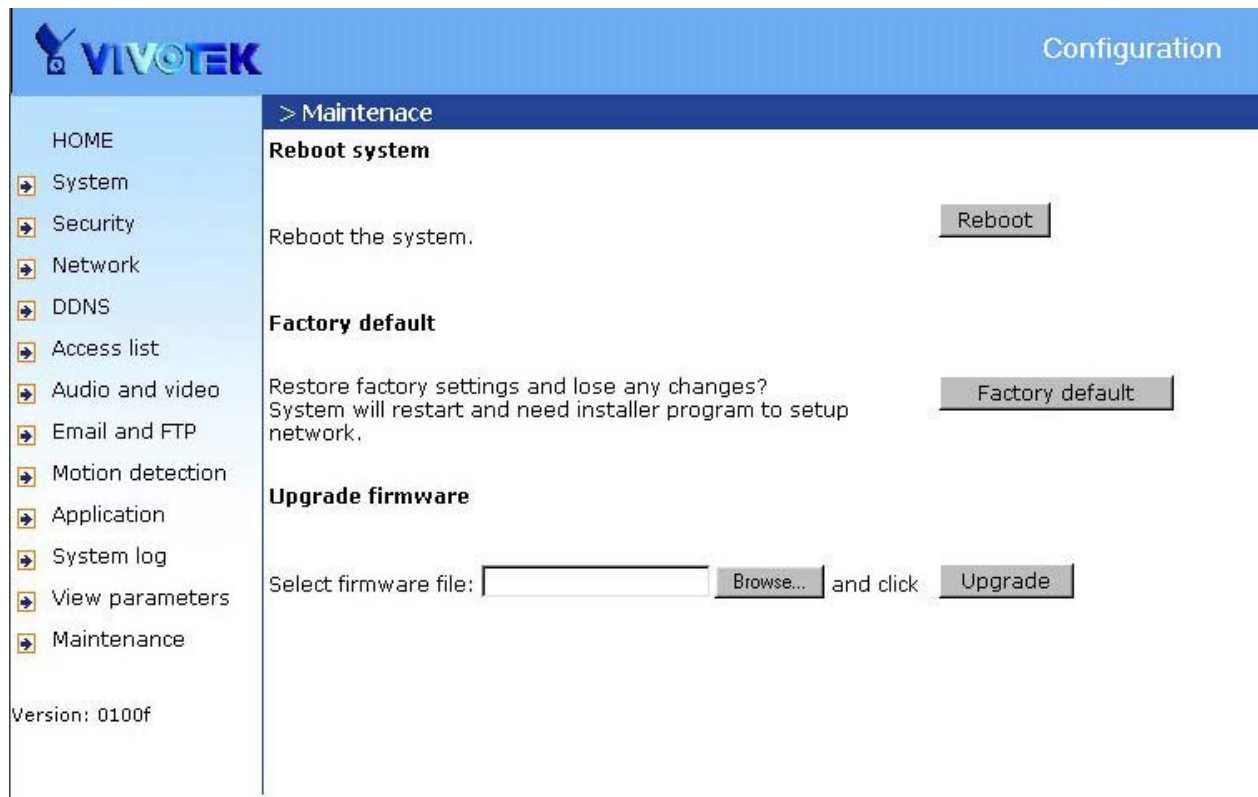 VIVOTEK
Configuration
HOME
System
Security
Network
DDNS
Access list
Audio and video
Email and FTP
Motion detection
Application
System log
View parameters
Maintenance
Version: 0100f
> Maintenace
Reboot system
Reboot the system.
Reboot
Factory default
Restore factory settings and lose any changes?
System will restart and need installer program to setup
network.
Factory default
Upgrade firmware
Select firmware file: Browse... and click Upgrade